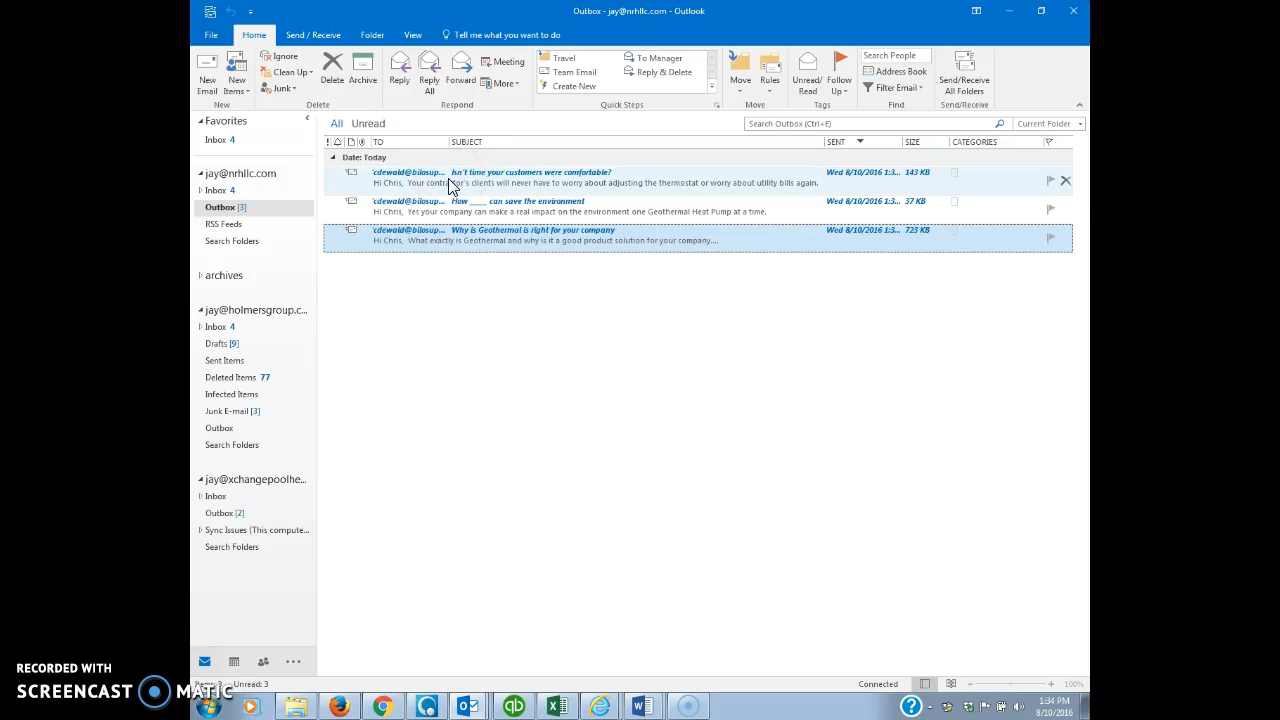 Outbox - jay@nrhllc.com - Outlook
File Home Send / Receive Folder View Tell me what you want to do
New Email
New Items
Ignore
Clean Up
Junk
Delete
Archive
Reply
Reply All
Forward
Meeting
More
Travel
Team Email
Create New
To Manager
Reply & Delete
Move
Rules
Unread/ Read
Follow Up
Search People
Address Book
Filter Email
Send/Receive All Folders
New Delete Respond Quick Steps Move Tags Find Send/Receive
Favorites
Inbox 4
jay@nrhllc.com
Inbox 4
Outbox [3]
RSS Feeds
Search Folders
archives
jay@holmersgroup.c...
Inbox 4
Drafts [9]
Sent Items
Deleted Items 77
Infected Items
Junk E-mail [3]
Outbox
Search Folders
jay@xchangepoolhe...
Inbox
Outbox [2]
Sync Issues (This compute...
Search Folders
All Unread
Search Outbox (Ctrl+E) Current Folder
TO SUBJECT SENT SIZE CATEGORIES
Date: Today
'cdewald@bilosup... Isn't time your customers were comfortable? Wed 8/10/2016 1:3... 143 KB
Hi Chris, Your contractor's clients will never have to worry about adjusting the thermostat or worry about utility bills again.
'cdewald@bilosup... How ____ can save the environment Wed 8/10/2016 1:3... 37 KB
Hi Chris, Yes your company can make a real impact on the environment one Geothermal Heat Pump at a time.
'cdewald@bilosup... Why is Geothermal is right for your company Wed 8/10/2016 1:3... 723 KB
Hi Chris, What exactly is Geothermal and why is it a good product solution for your company....
Items: 3 Unread: 3
Connected
100%
RECORDED WITH
SCREENCAST MATIC
1:34 PM
8/10/2016